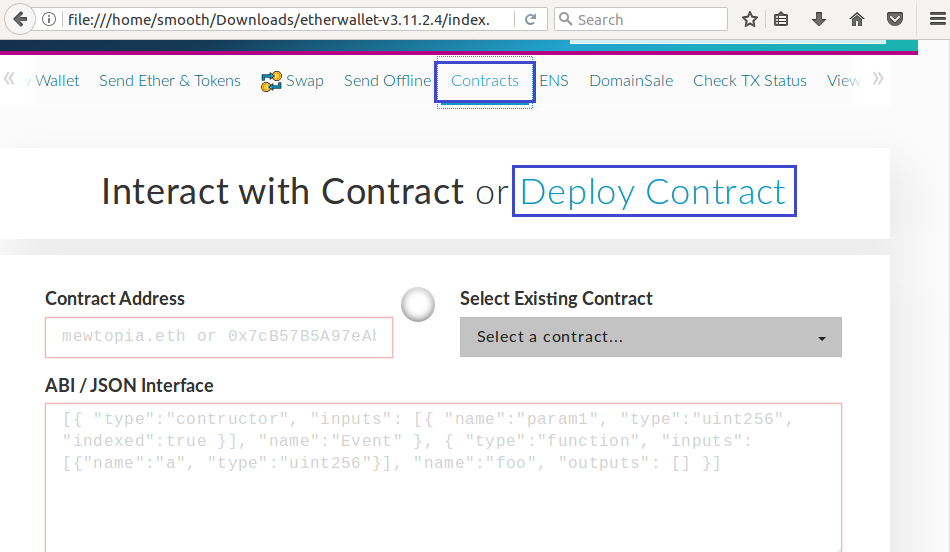 file:///home/smooth/Downloads/etherwallet-v3.11.2.4/index.
Search
Wallet Send Ether & Tokens Swap Send Offline Contracts ENS DomainSale Check TX Status View
Interact with Contract or Deploy Contract
Contract Address
Select Existing Contract
mewtopia.eth or 0x7cB57B5A97eAb
Select a contract...
ABI / JSON Interface
[{ "type":"contructor", "inputs": [{ "name":"param1", "type":"uint256",
"indexed":true }], "name":"Event" }, { "type":"function", "inputs":
[{"name":"a", "type":"uint256"}], "name":"foo", "outputs": [] }]